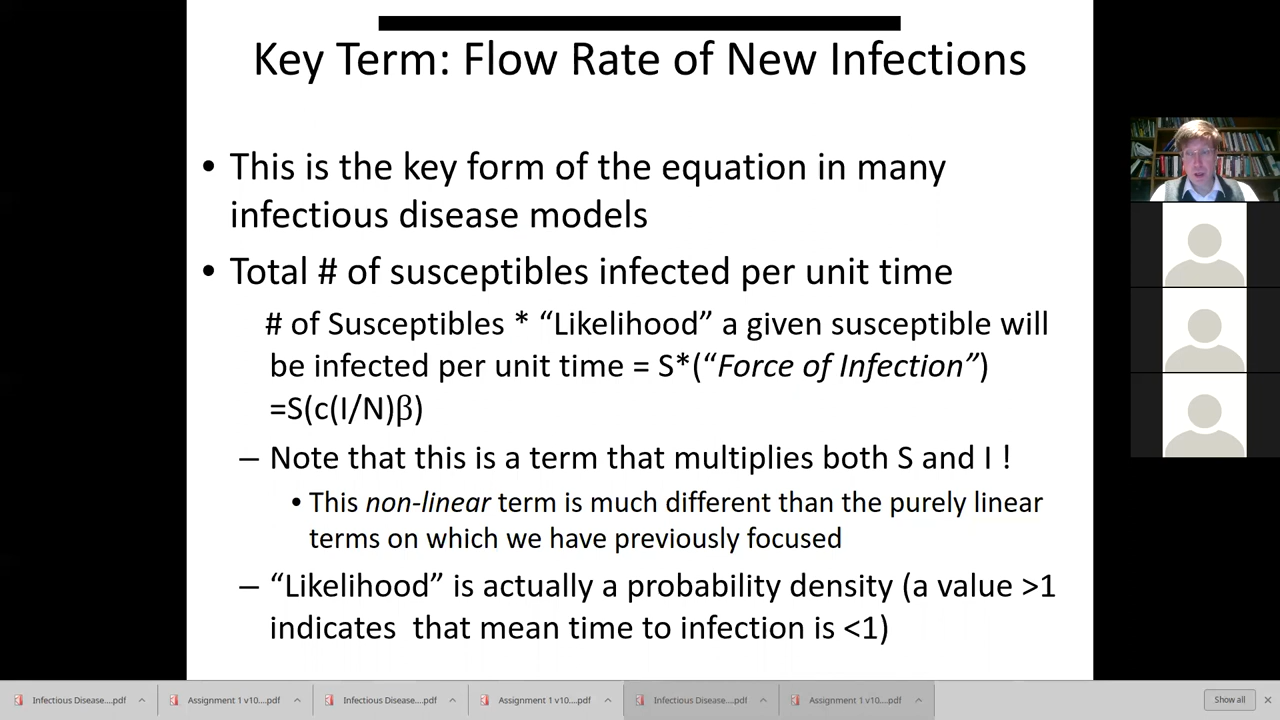 Key Term: Flow Rate of New Infections
• This is the key form of the equation in many
infectious disease models
• Total # of susceptibles infected per unit time
# of Susceptibles * “Likelihood” a given susceptible will
be infected per unit time = S*(“Force of Infection”)
=S(c(I/N)β)
– Note that this is a term that multiplies both S and I !
• This non-linear term is much different than the purely linear
terms on which we have previously focused
– “Likelihood” is actually a probability density (a value >1
indicates that mean time to infection is <1)
Infectious Disease....pdf
Assignment 1 v10....pdf
Infectious Disease....pdf
Assignment 1 v10....pdf
Infectious Disease....pdf
Assignment 1 v10....pdf
Show all